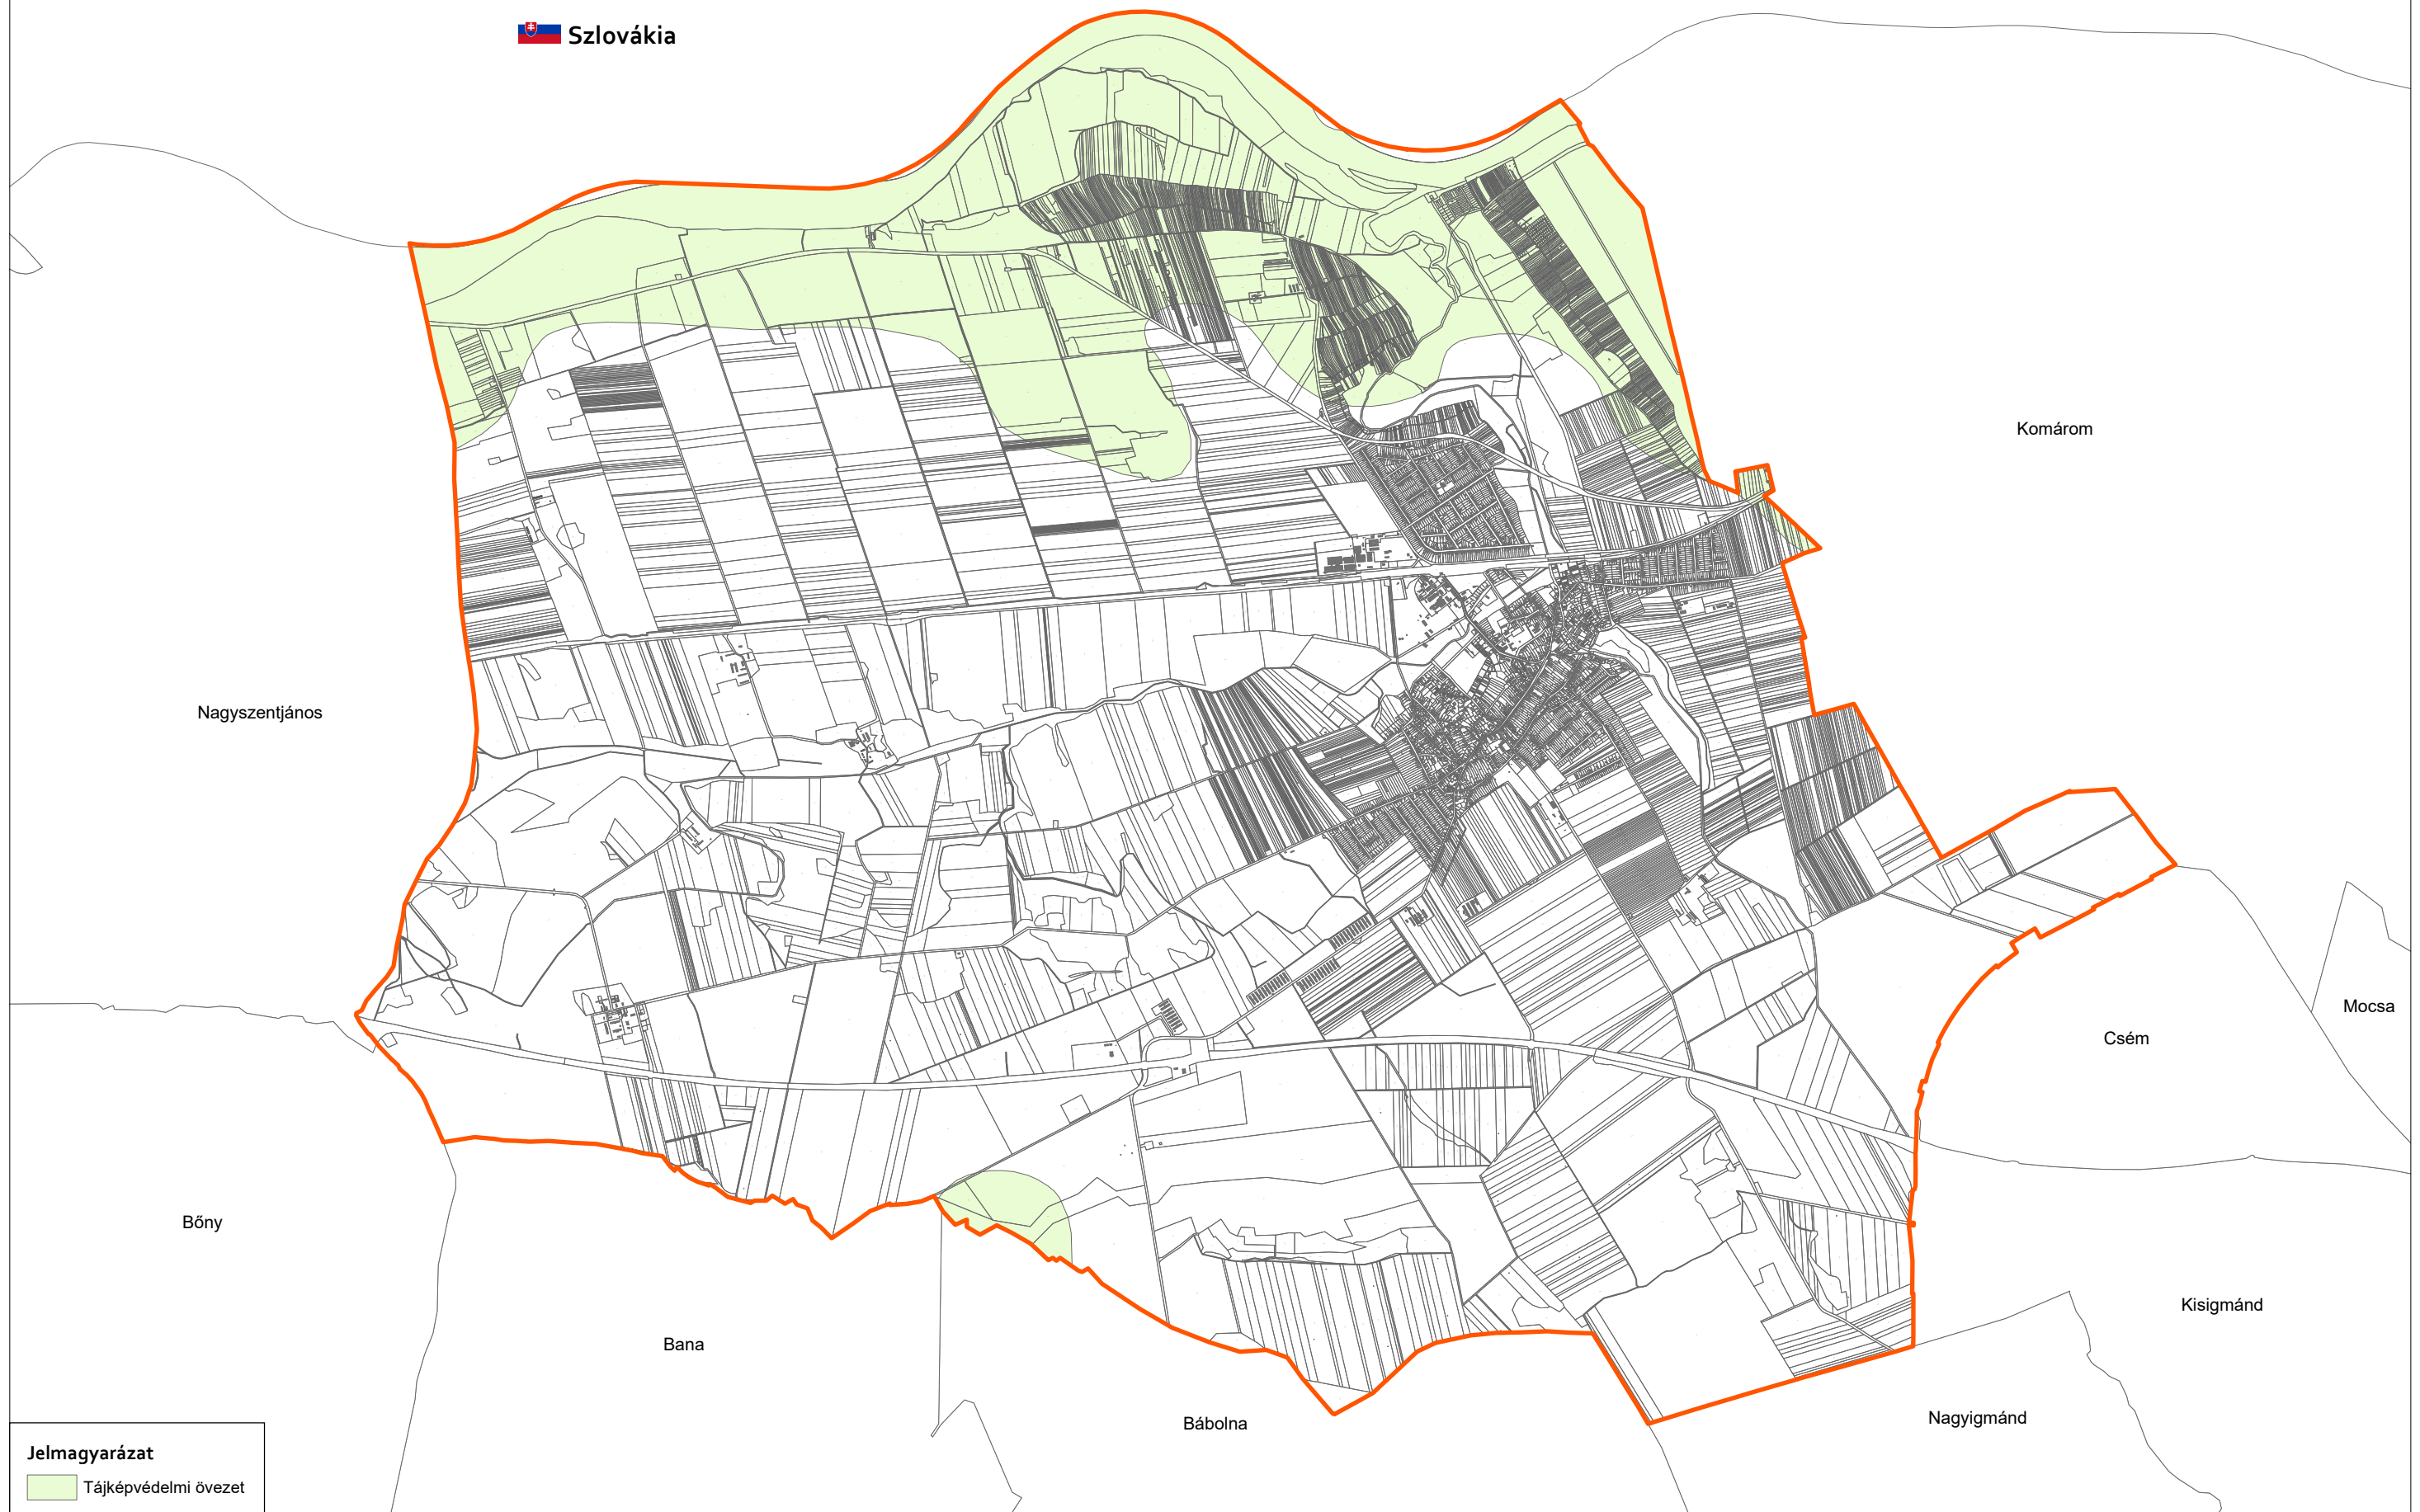 Szlovákia
Komárom
Nagyszentjános
Mocsa
Csém
Bőny
Kisigmánd
Bana
Nagyigmánd
Bábolna
Jelmagyarázat
Tájképvédelmi övezet